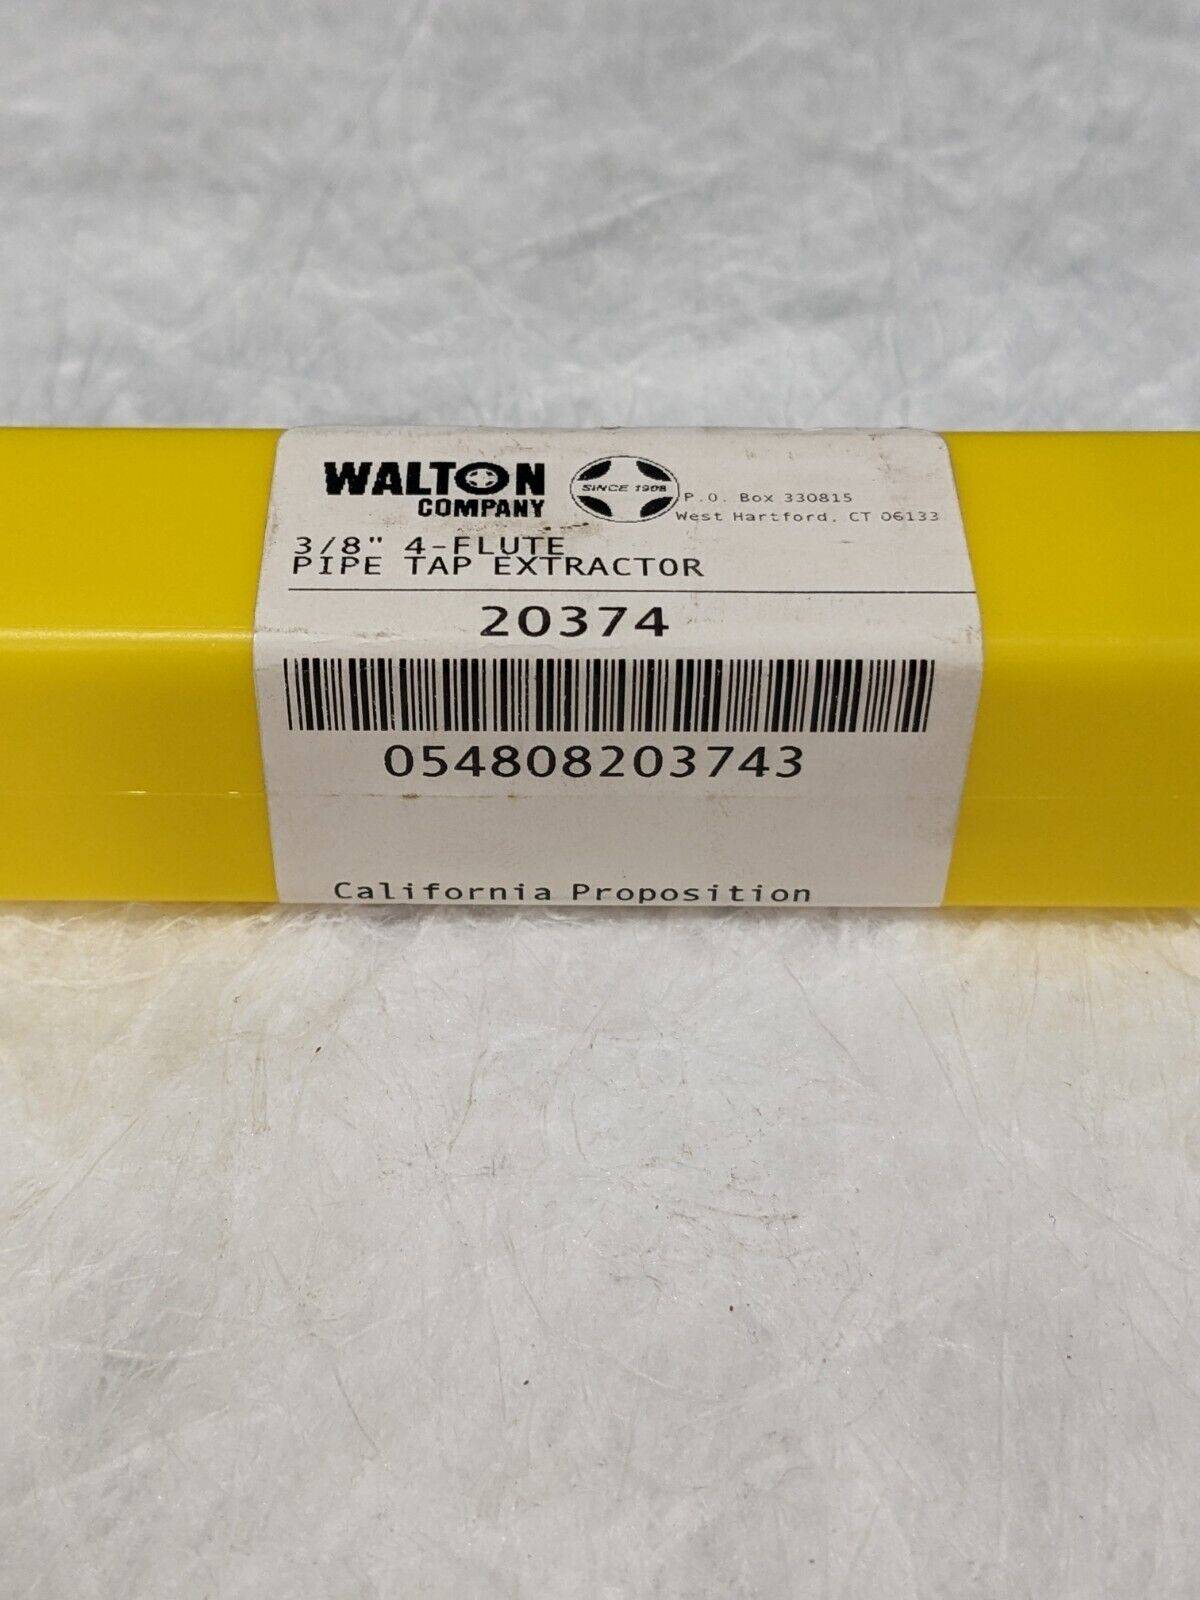 WALTON
COMPANY
SINCE 1908
P.O. Box 330815
West Hartford, CT 06133
3/8" 4-FLUTE
PIPE TAP EXTRACTOR
20374
054808203743
California Proposition